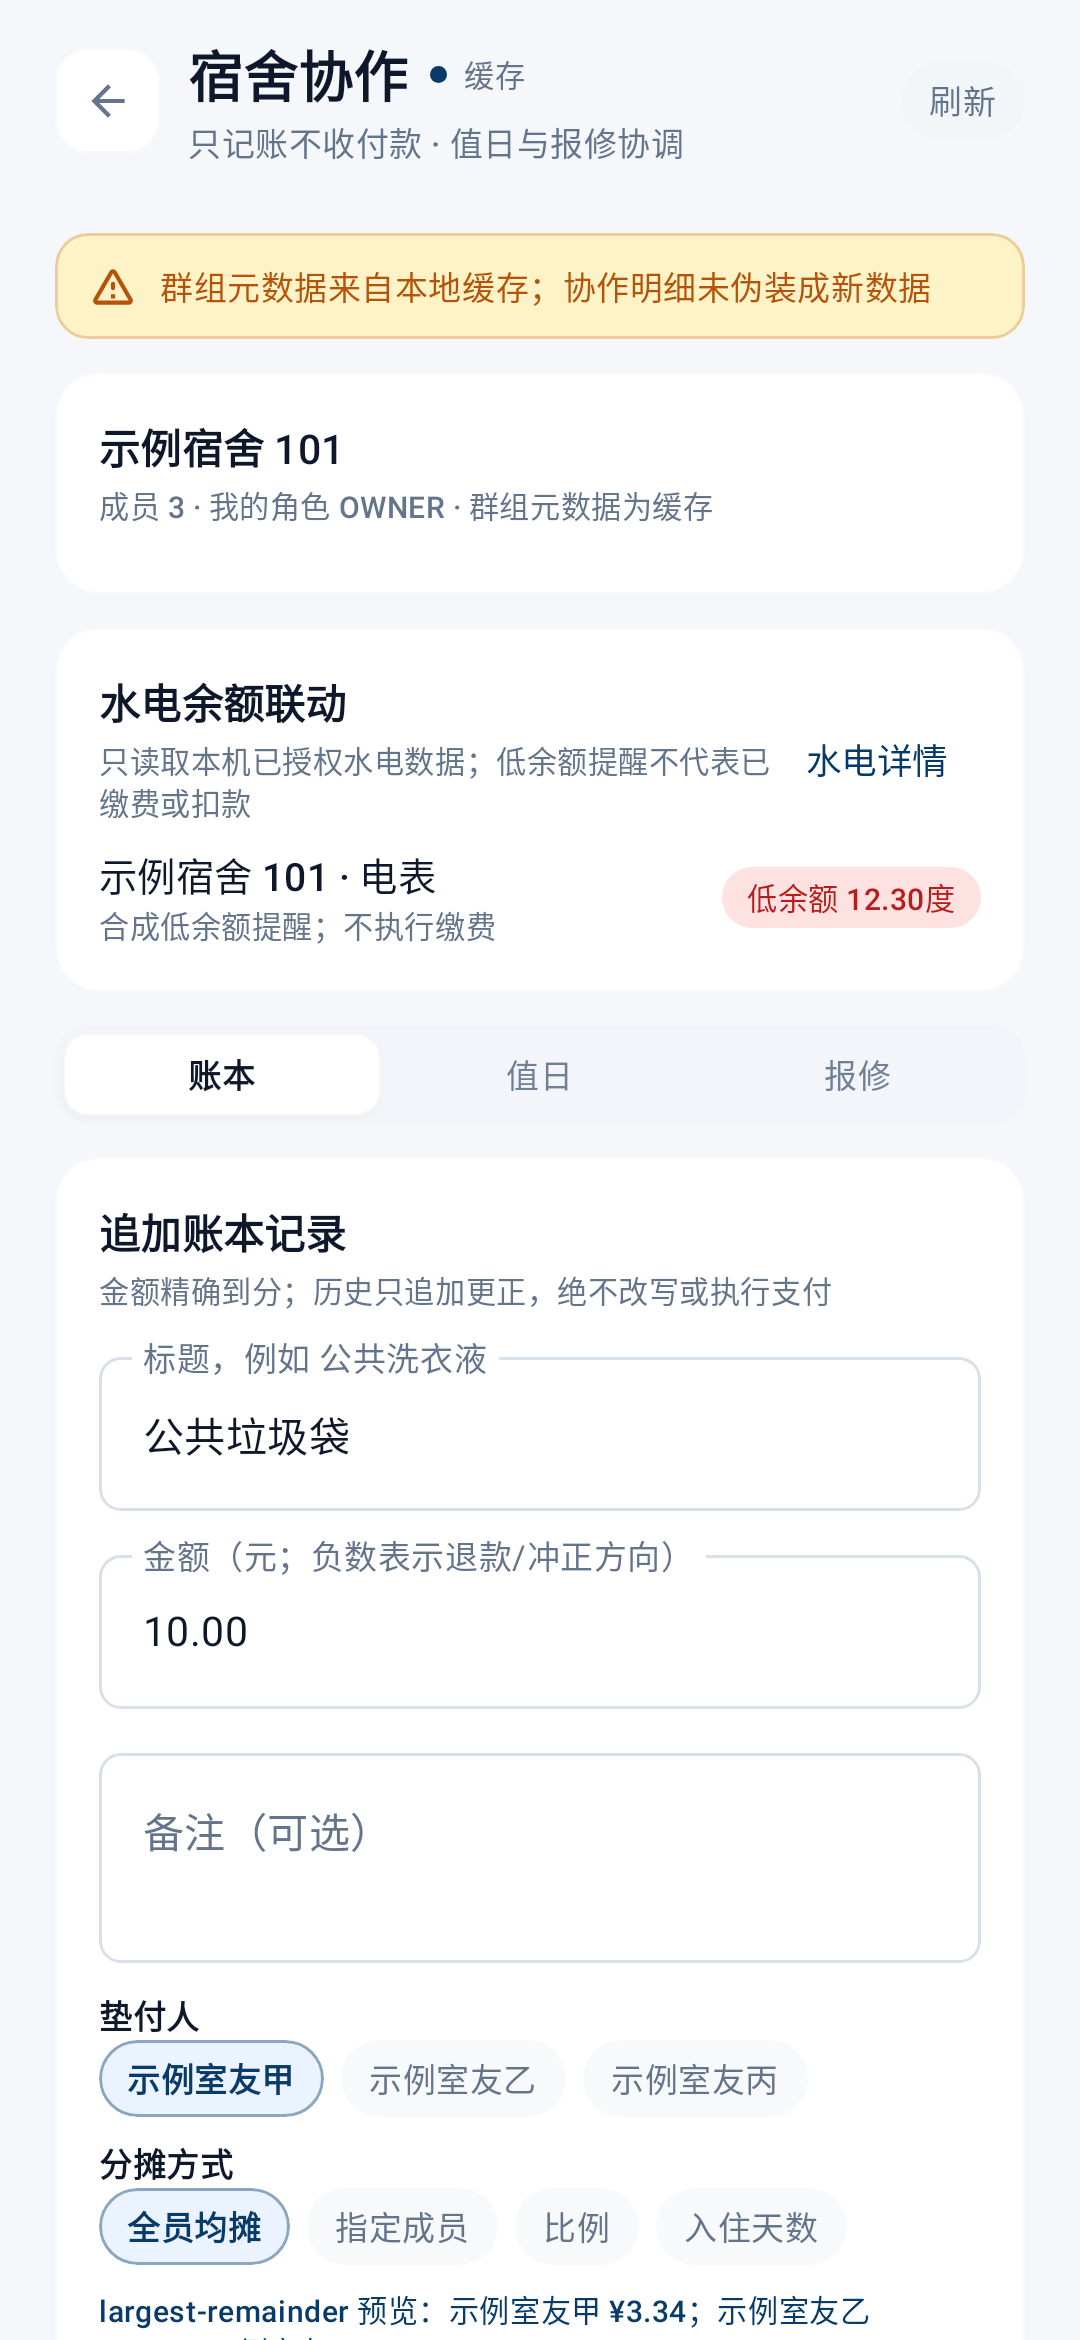 宿舍协作
缓存
只记账不收付款 · 值日与报修协调
刷新
群组元数据来自本地缓存；协作明细未伪装成新数据
示例宿舍 101
成员 3 · 我的角色 OWNER · 群组元数据为缓存
水电余额联动
只读取本机已授权水电数据；低余额提醒不代表已
缴费或扣款
水电详情
示例宿舍 101 · 电表
合成低余额提醒；不执行缴费
低余额 12.30度
账本
值日
报修
追加账本记录
金额精确到分；历史只追加更正，绝不改写或执行支付
标题，例如 公共洗衣液
公共垃圾袋
金额（元；负数表示退款/冲正方向）
10.00
备注（可选）
垫付人
示例室友甲
示例室友乙
示例室友丙
分摊方式
全员均摊
指定成员
比例
入住天数
largest-remainder 预览：示例室友甲 ¥3.34；示例室友乙